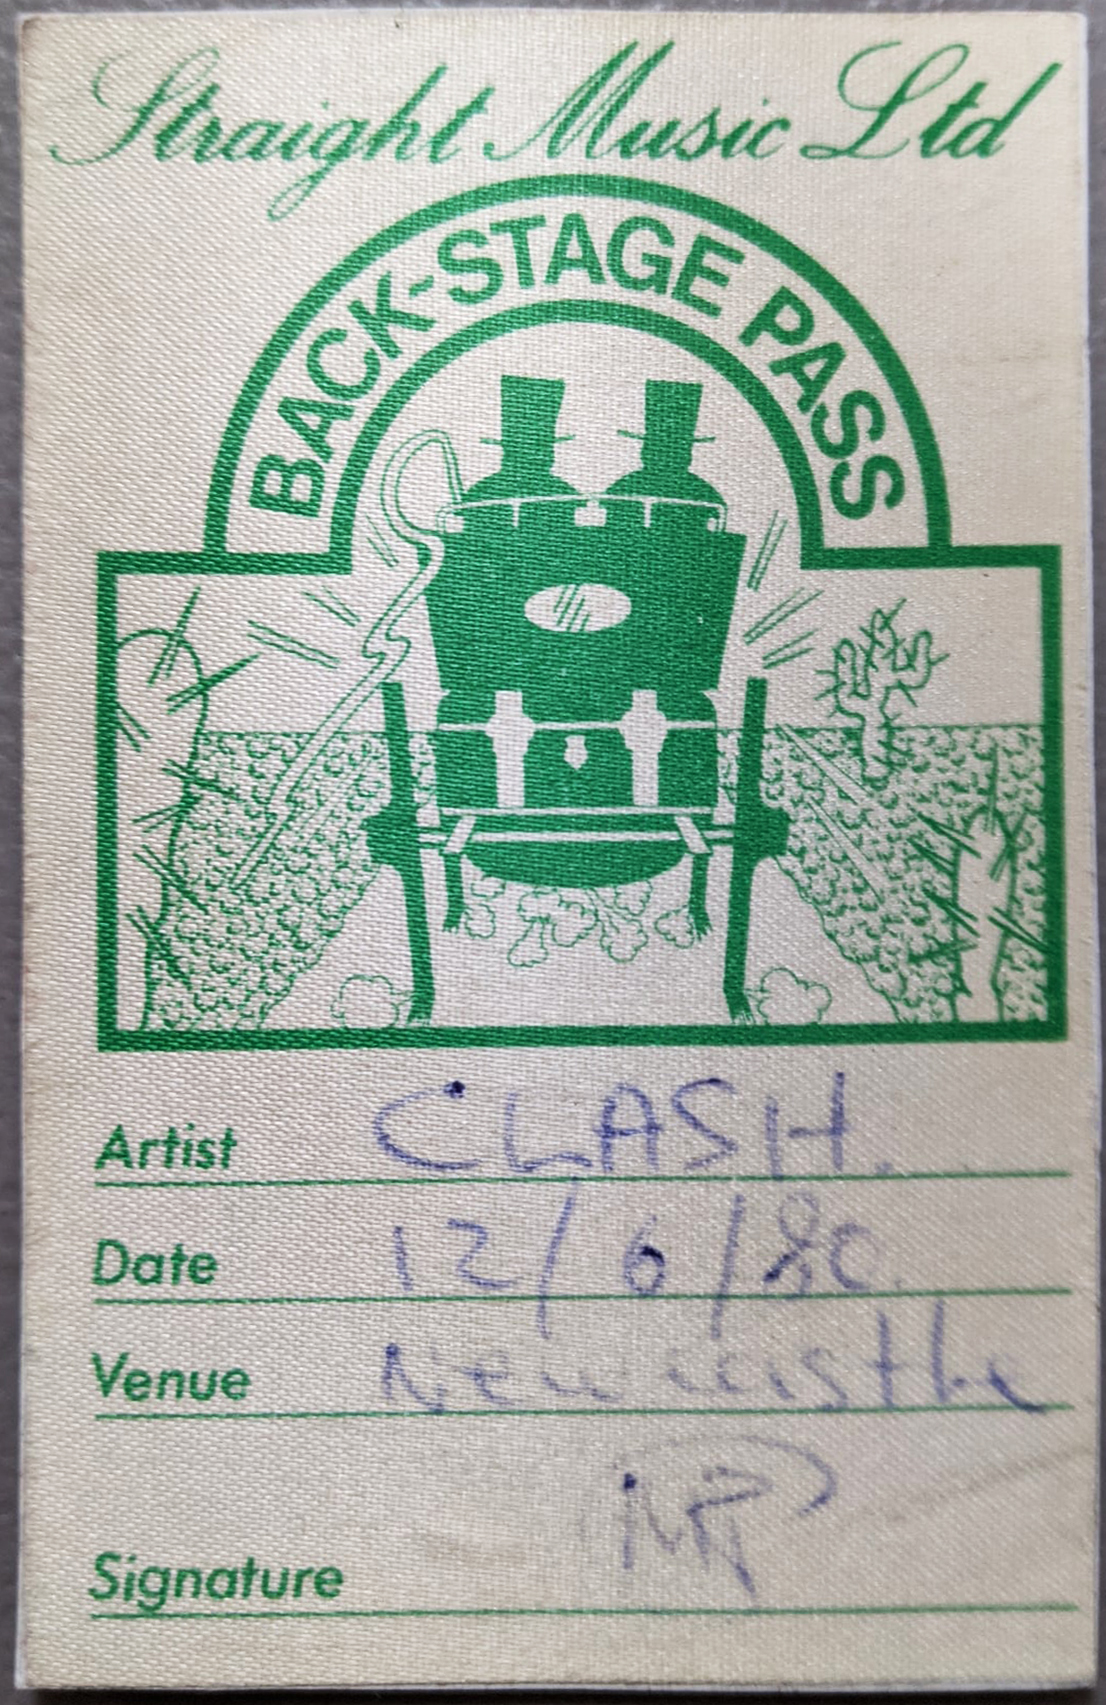 Straight Music Ltd
BACK-STAGE PASS
Artist CLASH.
Date 12/6/80.
Venue Newcastle
Signature